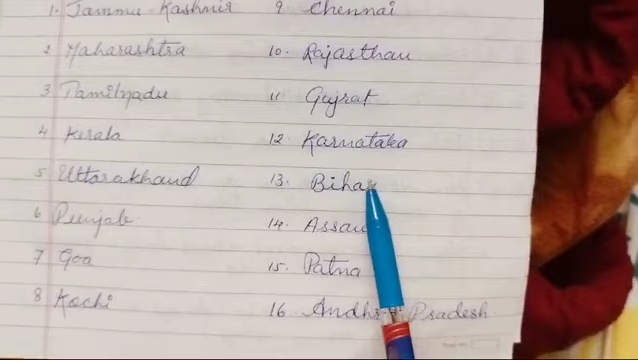 1. Jammu-Kashmir
2 Maharashtra
3 Tamilnadu
4 Kerala
5 Uttarakhand
6 Punjab
7 Goa
8 Kochi
9 Chennai
10. Rajasthan
11 Gujrat
12. Karnataka
13. Bihar
14. Assam
15. Patna
16 Andhra Pradesh